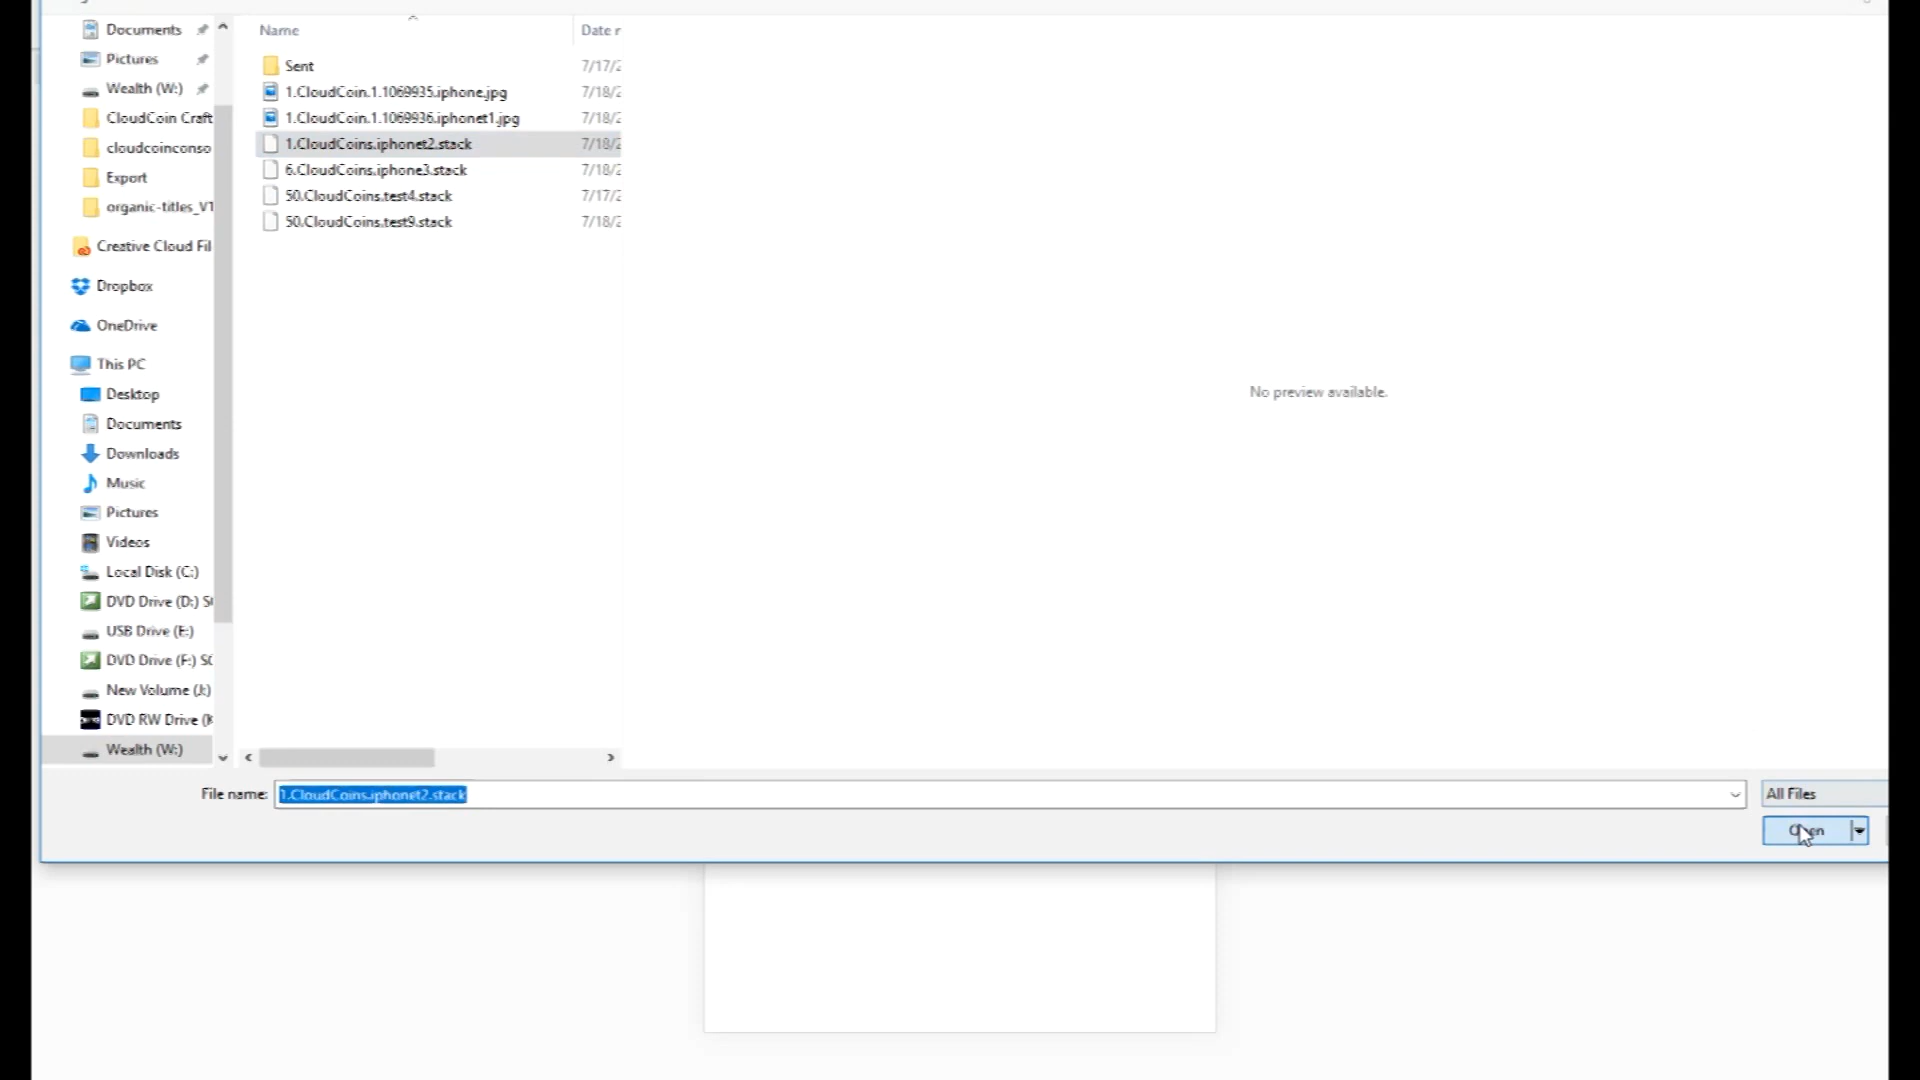 Name
Date r
Documents
Pictures
Wealth (W:)
CloudCoin Craft
cloudcoinconso
Export
organic-titles_VT
Creative Cloud Fil
Dropbox
OneDrive
This PC
Desktop
Documents
Downloads
Music
Pictures
Videos
Local Disk (C:)
DVD Drive (D:) S
USB Drive (E:)
DVD Drive (F:) SC
New Volume (J:)
DVD RW Drive (K
Wealth (W:)
Sent 7/17/2
1.CloudCoin.1.1069935.iphone.jpg 7/18/2
1.CloudCoin.1.1069936.iphonet1.jpg 7/18/2
1.CloudCoins.iphonet2.stack 7/18/2
6.CloudCoins.iphone3.stack 7/18/2
50.CloudCoins.test4.stack 7/17/2
50.CloudCoins.test9.stack 7/18/2
No preview available.
File name: 1.CloudCoins.iphonet2.stack
All Files
Open